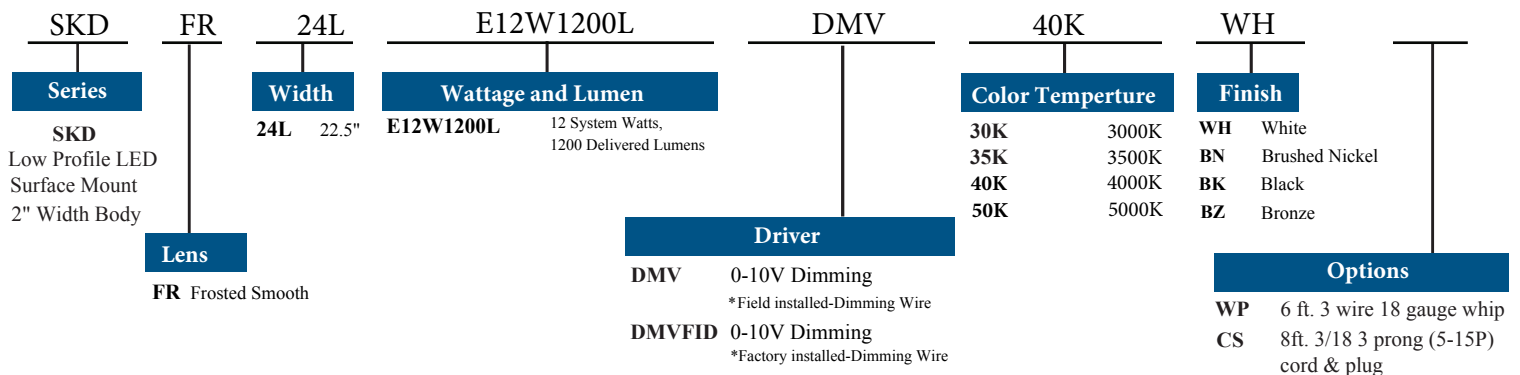 SKD FR 24L E12W1200L DMV 40K WH
Series
SKD
Low Profile LED
Surface Mount
2" Width Body
Lens
FR Frosted Smooth
Width
24L 22.5"
Wattage and Lumen
E12W1200L 12 System Watts,
1200 Delivered Lumens
Driver
DMV 0-10V Dimming
*Field installed-Dimming Wire
DMVFID 0-10V Dimming
*Factory installed-Dimming Wire
Color Temperture
30K 3000K
35K 3500K
40K 4000K
50K 5000K
Finish
WH White
BN Brushed Nickel
BK Black
BZ Bronze
Options
WP 6 ft. 3 wire 18 gauge whip
CS 8ft. 3/18 3 prong (5-15P)
cord & plug